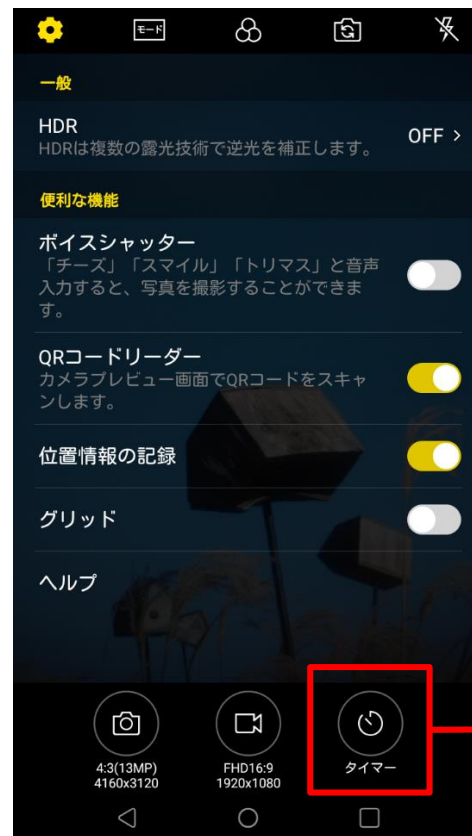 モード
一般
HDR
OFF >
HDRは複数の露光技術で逆光を補正します。
便利な機能
ボイスシャッター
「チーズ」「スマイル」「トリマス」と音声
入力すると、写真を撮影することができま
す。
QRコードリーダー
カメラプレビュー画面でQRコードをスキャ
ンします。
位置情報の記録
グリッド
ヘルプ
4:3(13MP)
4160x3120
FHD16:9
1920x1080
タイマー